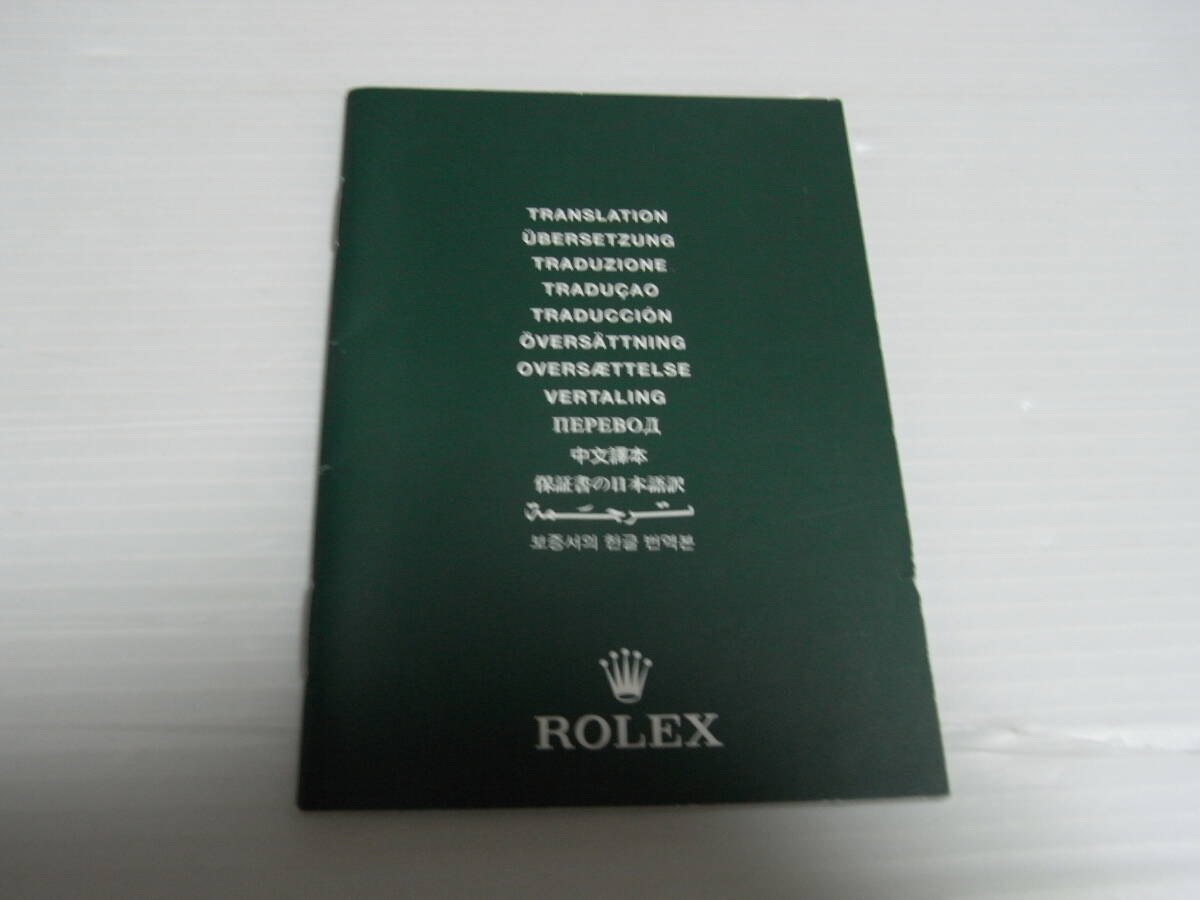 TRANSLATION
ÜBERSETZUNG
TRADUZIONE
TRADUÇAO
TRADUCCIÓN
ÖVERSÄTTNING
OVERSÆTTELSE
VERTALING
ПЕРЕВОД
中文譯本
保証書の日本語訳
ترجمة
보증서의 한글 번역본
ROLEX